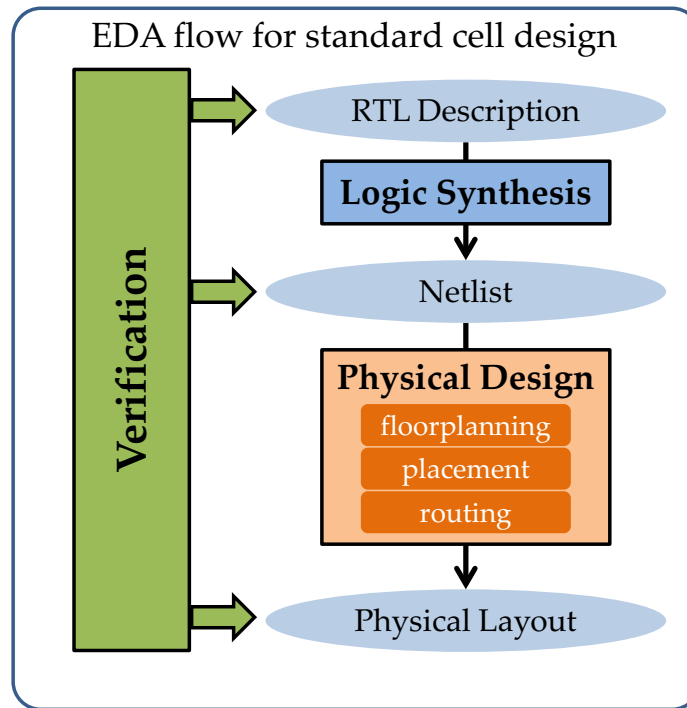 EDA flow for standard cell design
Verification
RTL Description
Logic Synthesis
Netlist
Physical Design
floorplanning
placement
routing
Physical Layout